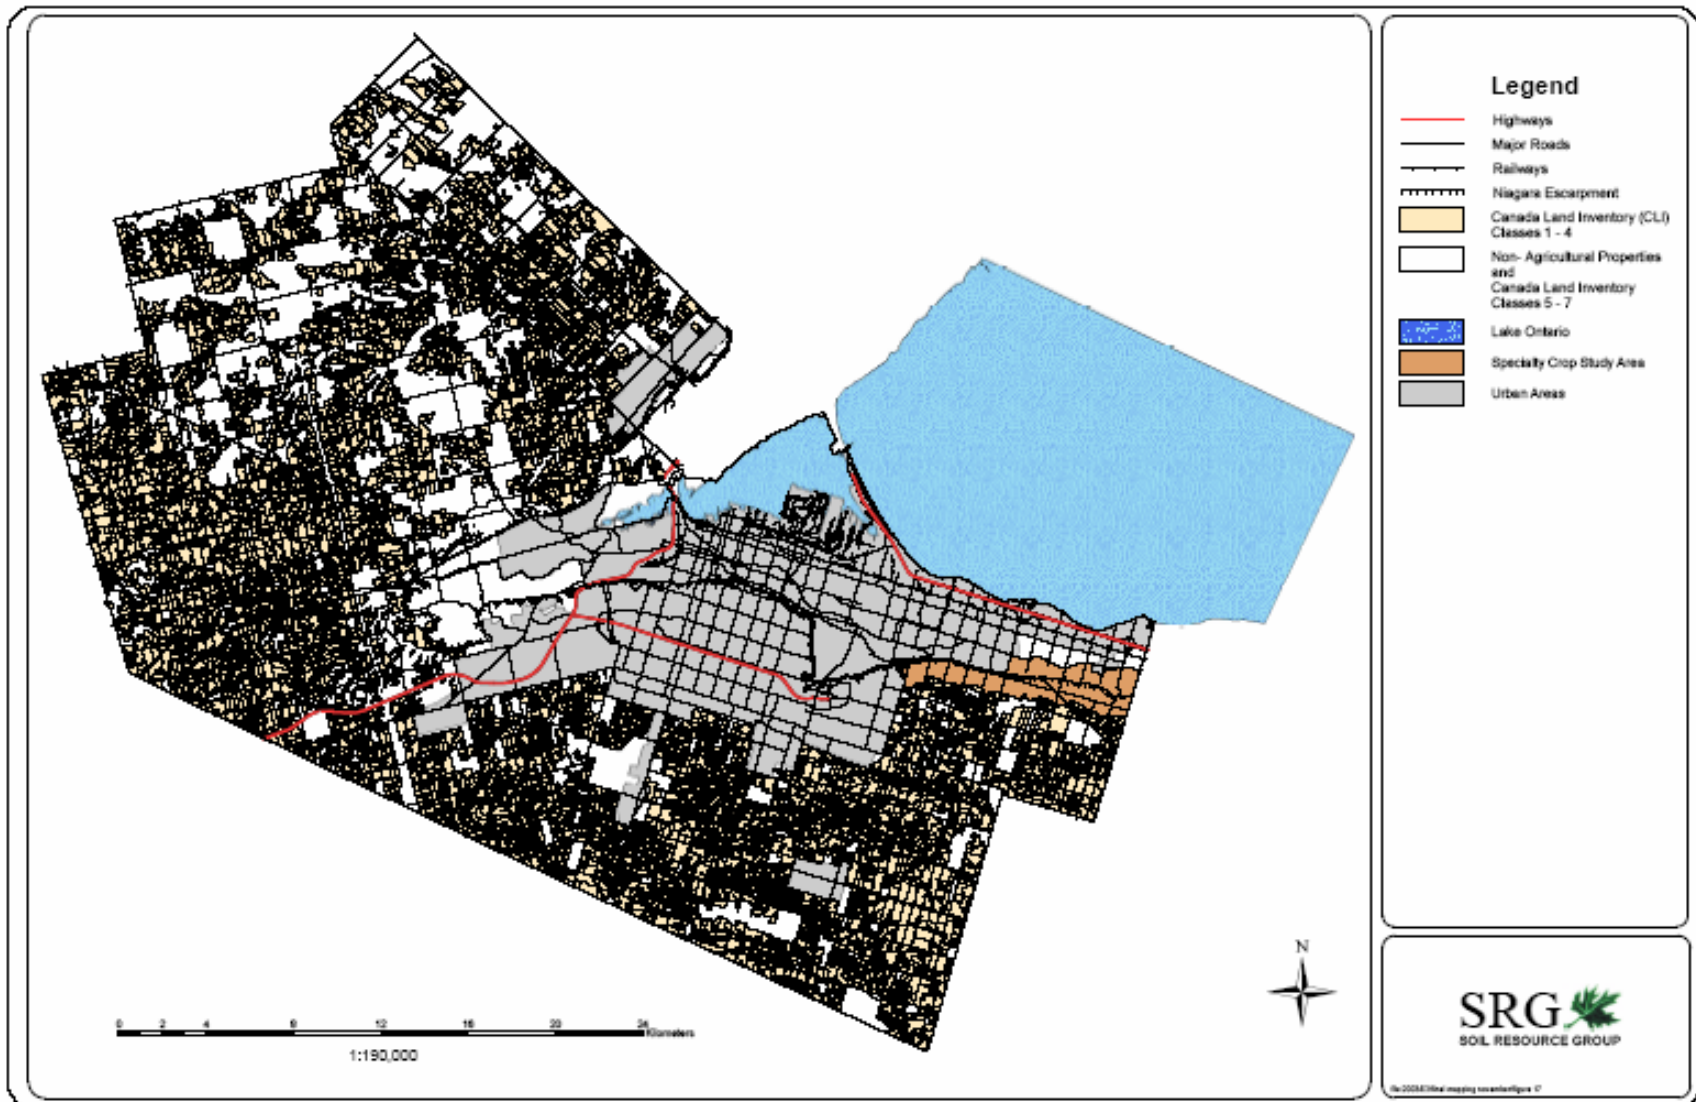 Legend
Highways
Major Roads
Railways
Niagara Escarpment
Canada Land Inventory (CLI)
Classes 1 - 4
Non- Agricultural Properties
and
Canada Land Inventory
Classes 5 - 7
Lake Ontario
Specialty Crop Study Area
Urban Areas
N
0 2 4 8 12 16 20 24
Kilometers
1:190,000
SRG
SOIL RESOURCE GROUP